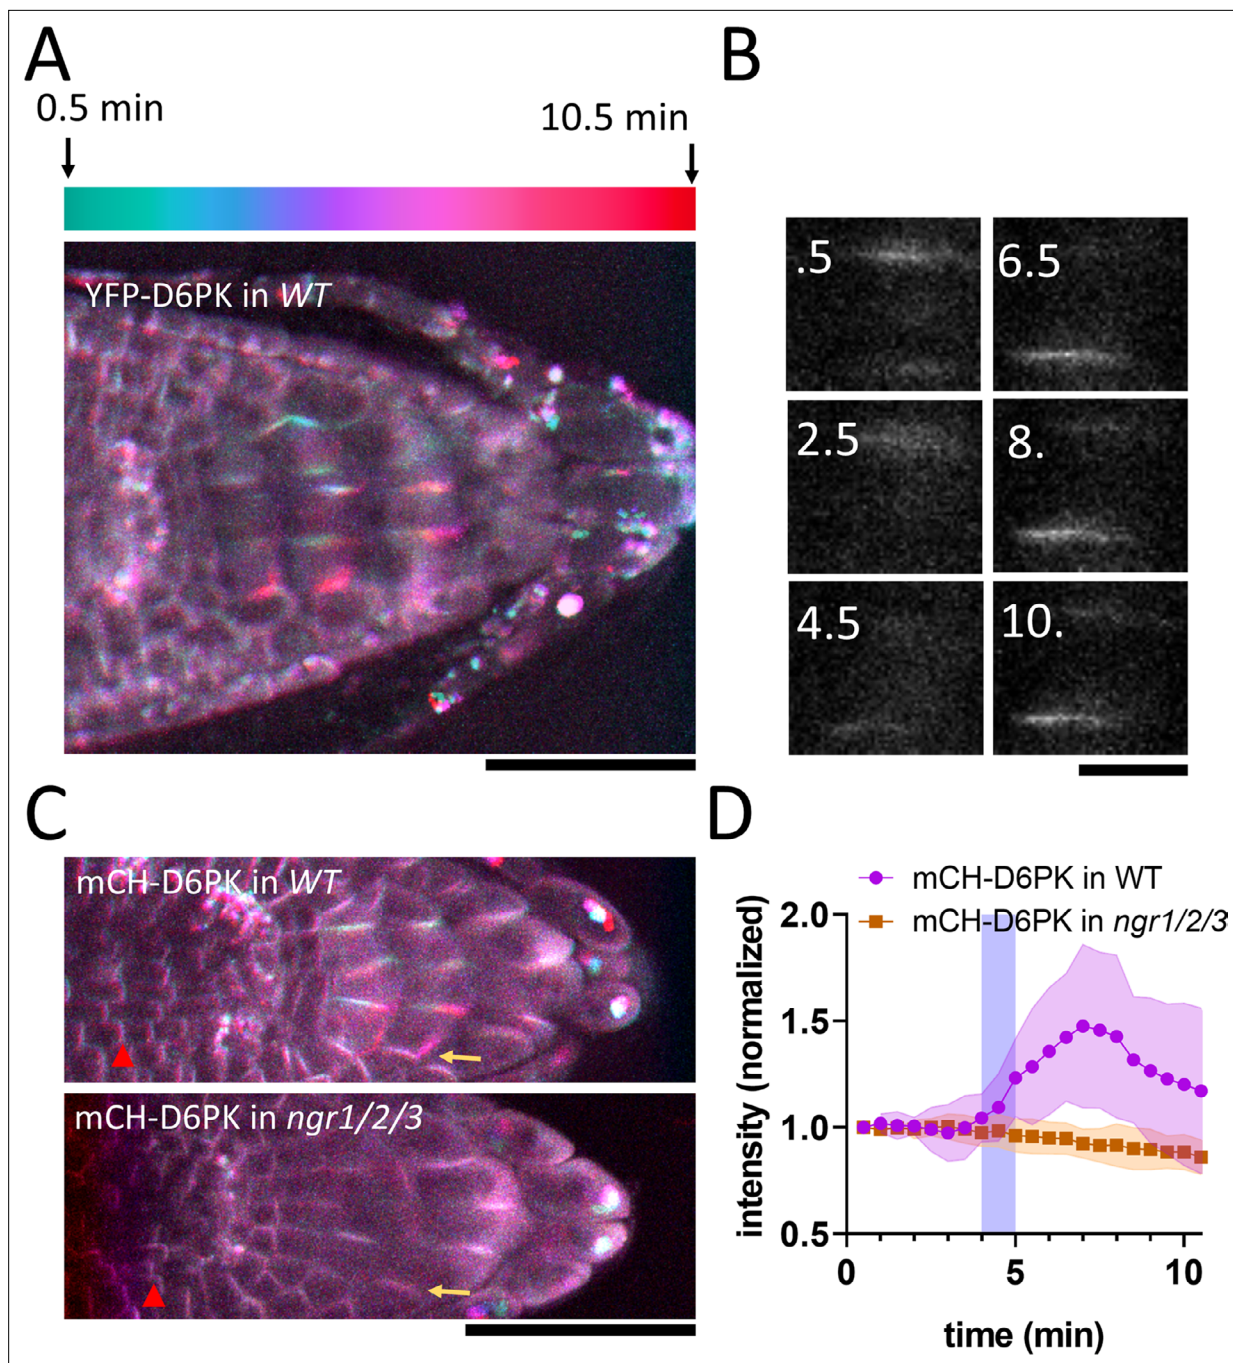 A
0.5 min
10.5 min
YFP-D6PK in WT
B
.5
6.5
2.5
8.
4.5
10.
C
mCH-D6PK in WT
mCH-D6PK in ngr1/2/3
D
mCH-D6PK in WT
mCH-D6PK in ngr1/2/3
intensity (normalized)
2.0
1.5
1.0
0.5
0
5
10
time (min)